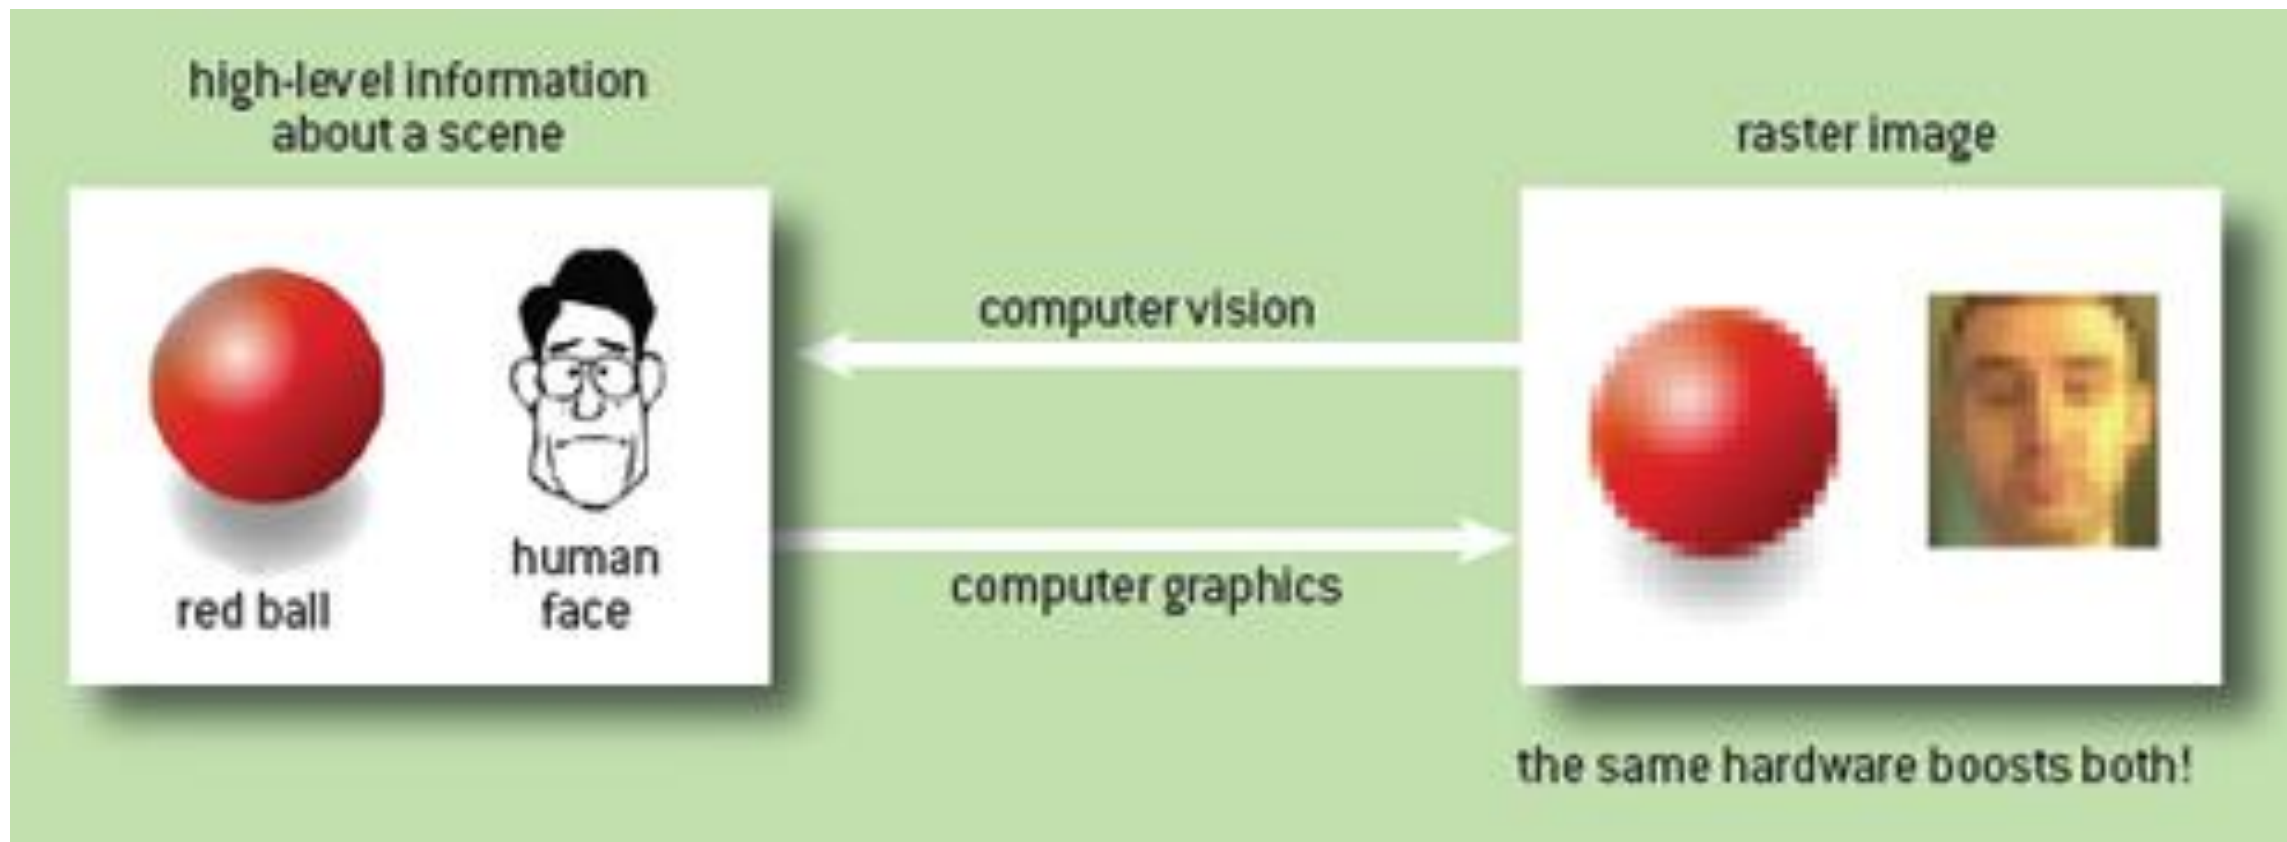 high-level information
about a scene
raster image
computer vision
computer graphics
red ball
human
face
the same hardware boosts both!